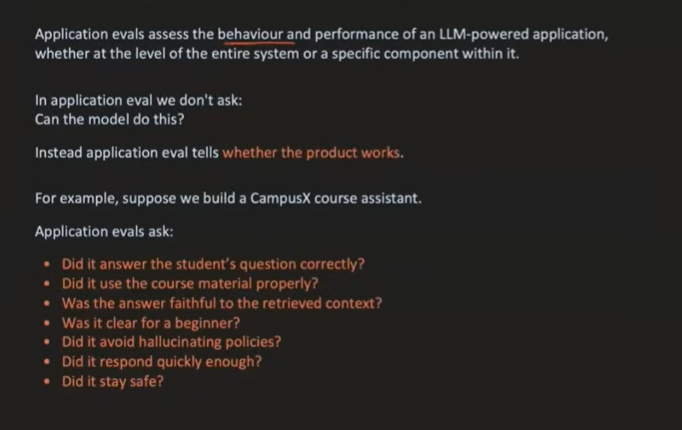 Application evals assess the behaviour and performance of an LLM-powered application,
whether at the level of the entire system or a specific component within it.
In application eval we don't ask:
Can the model do this?
Instead application eval tells whether the product works.
For example, suppose we build a CampusX course assistant.
Application evals ask:
• Did it answer the student's question correctly?
• Did it use the course material properly?
• Was the answer faithful to the retrieved context?
• Was it clear for a beginner?
• Did it avoid hallucinating policies?
• Did it respond quickly enough?
• Did it stay safe?